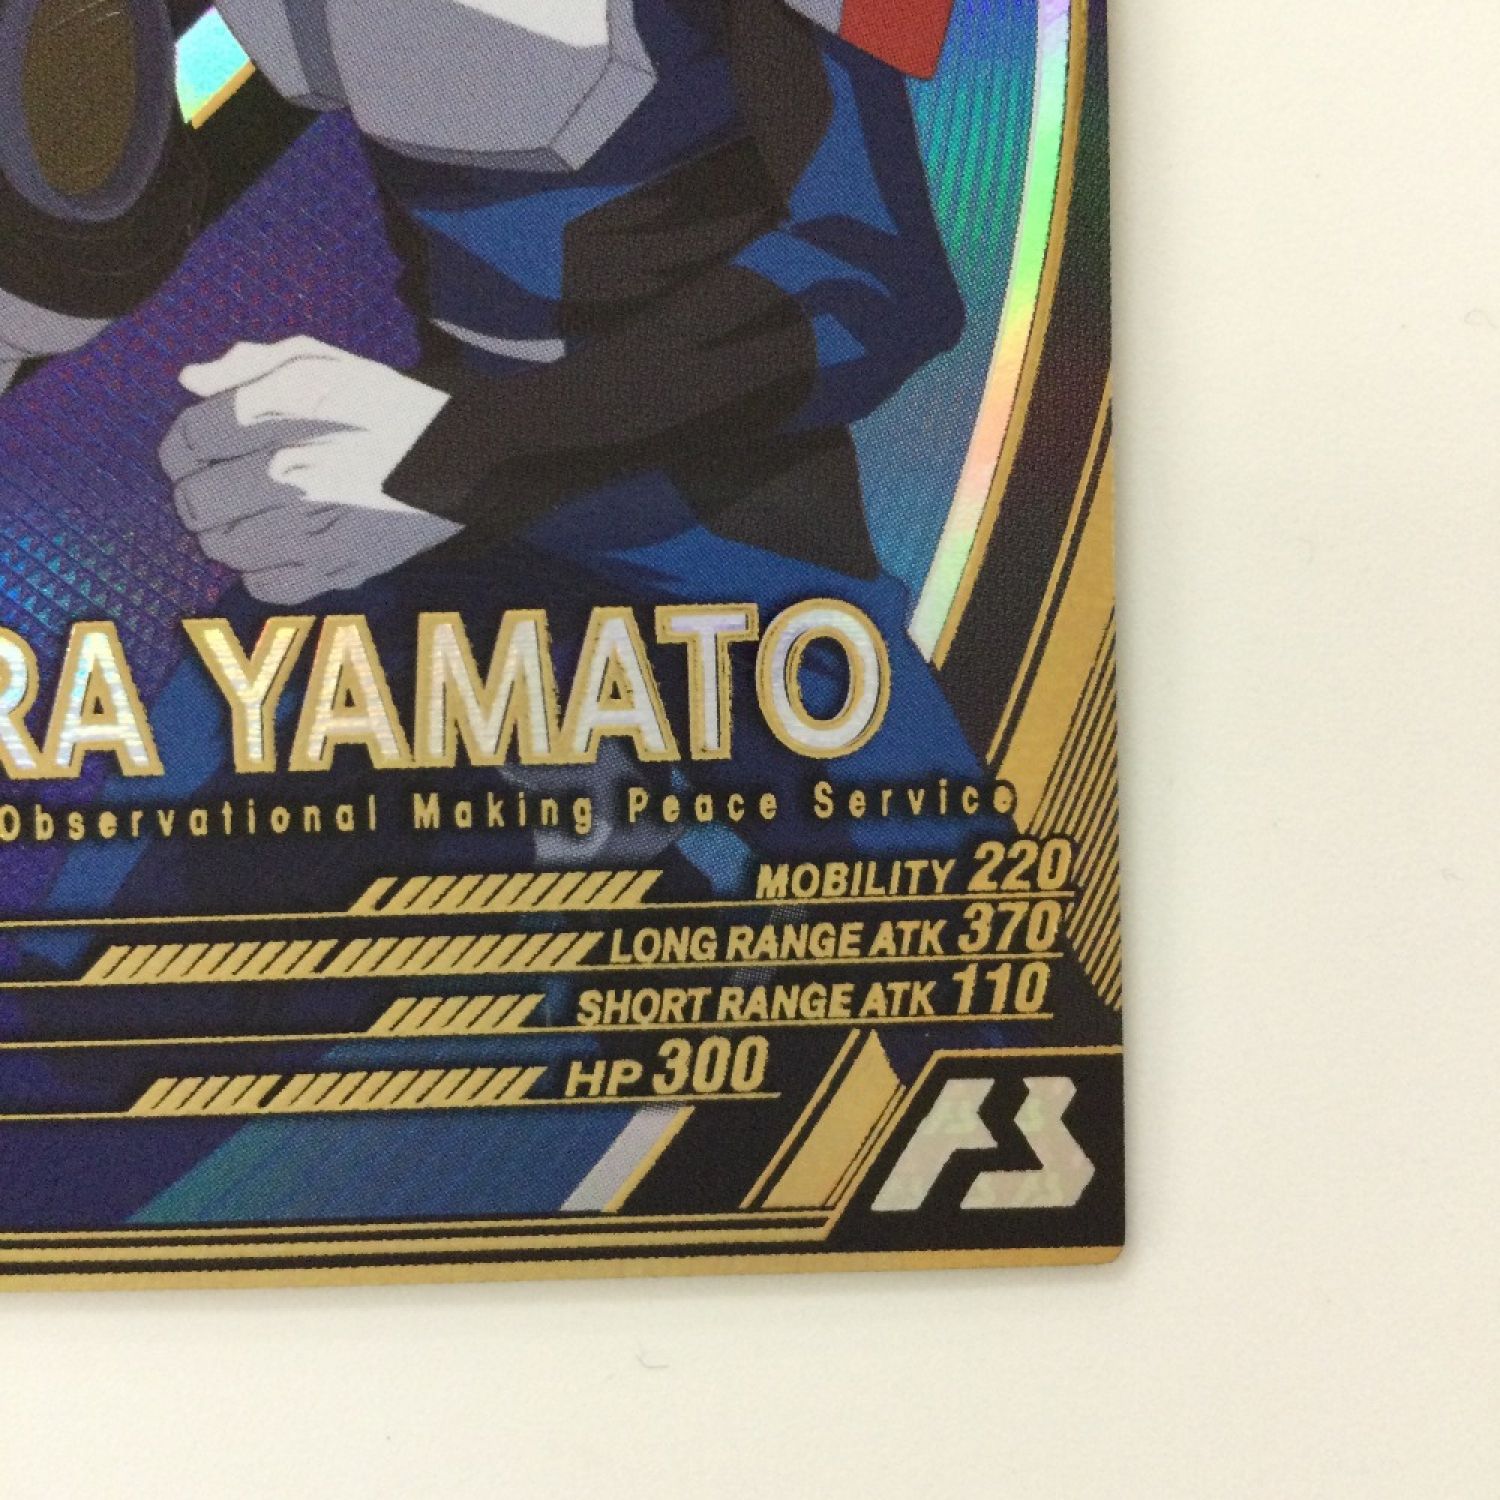 RA YAMATO
Observational Making Peace Service
MOBILITY 220
LONG RANGE ATK 370
SHORT RANGE ATK 110
HP 300